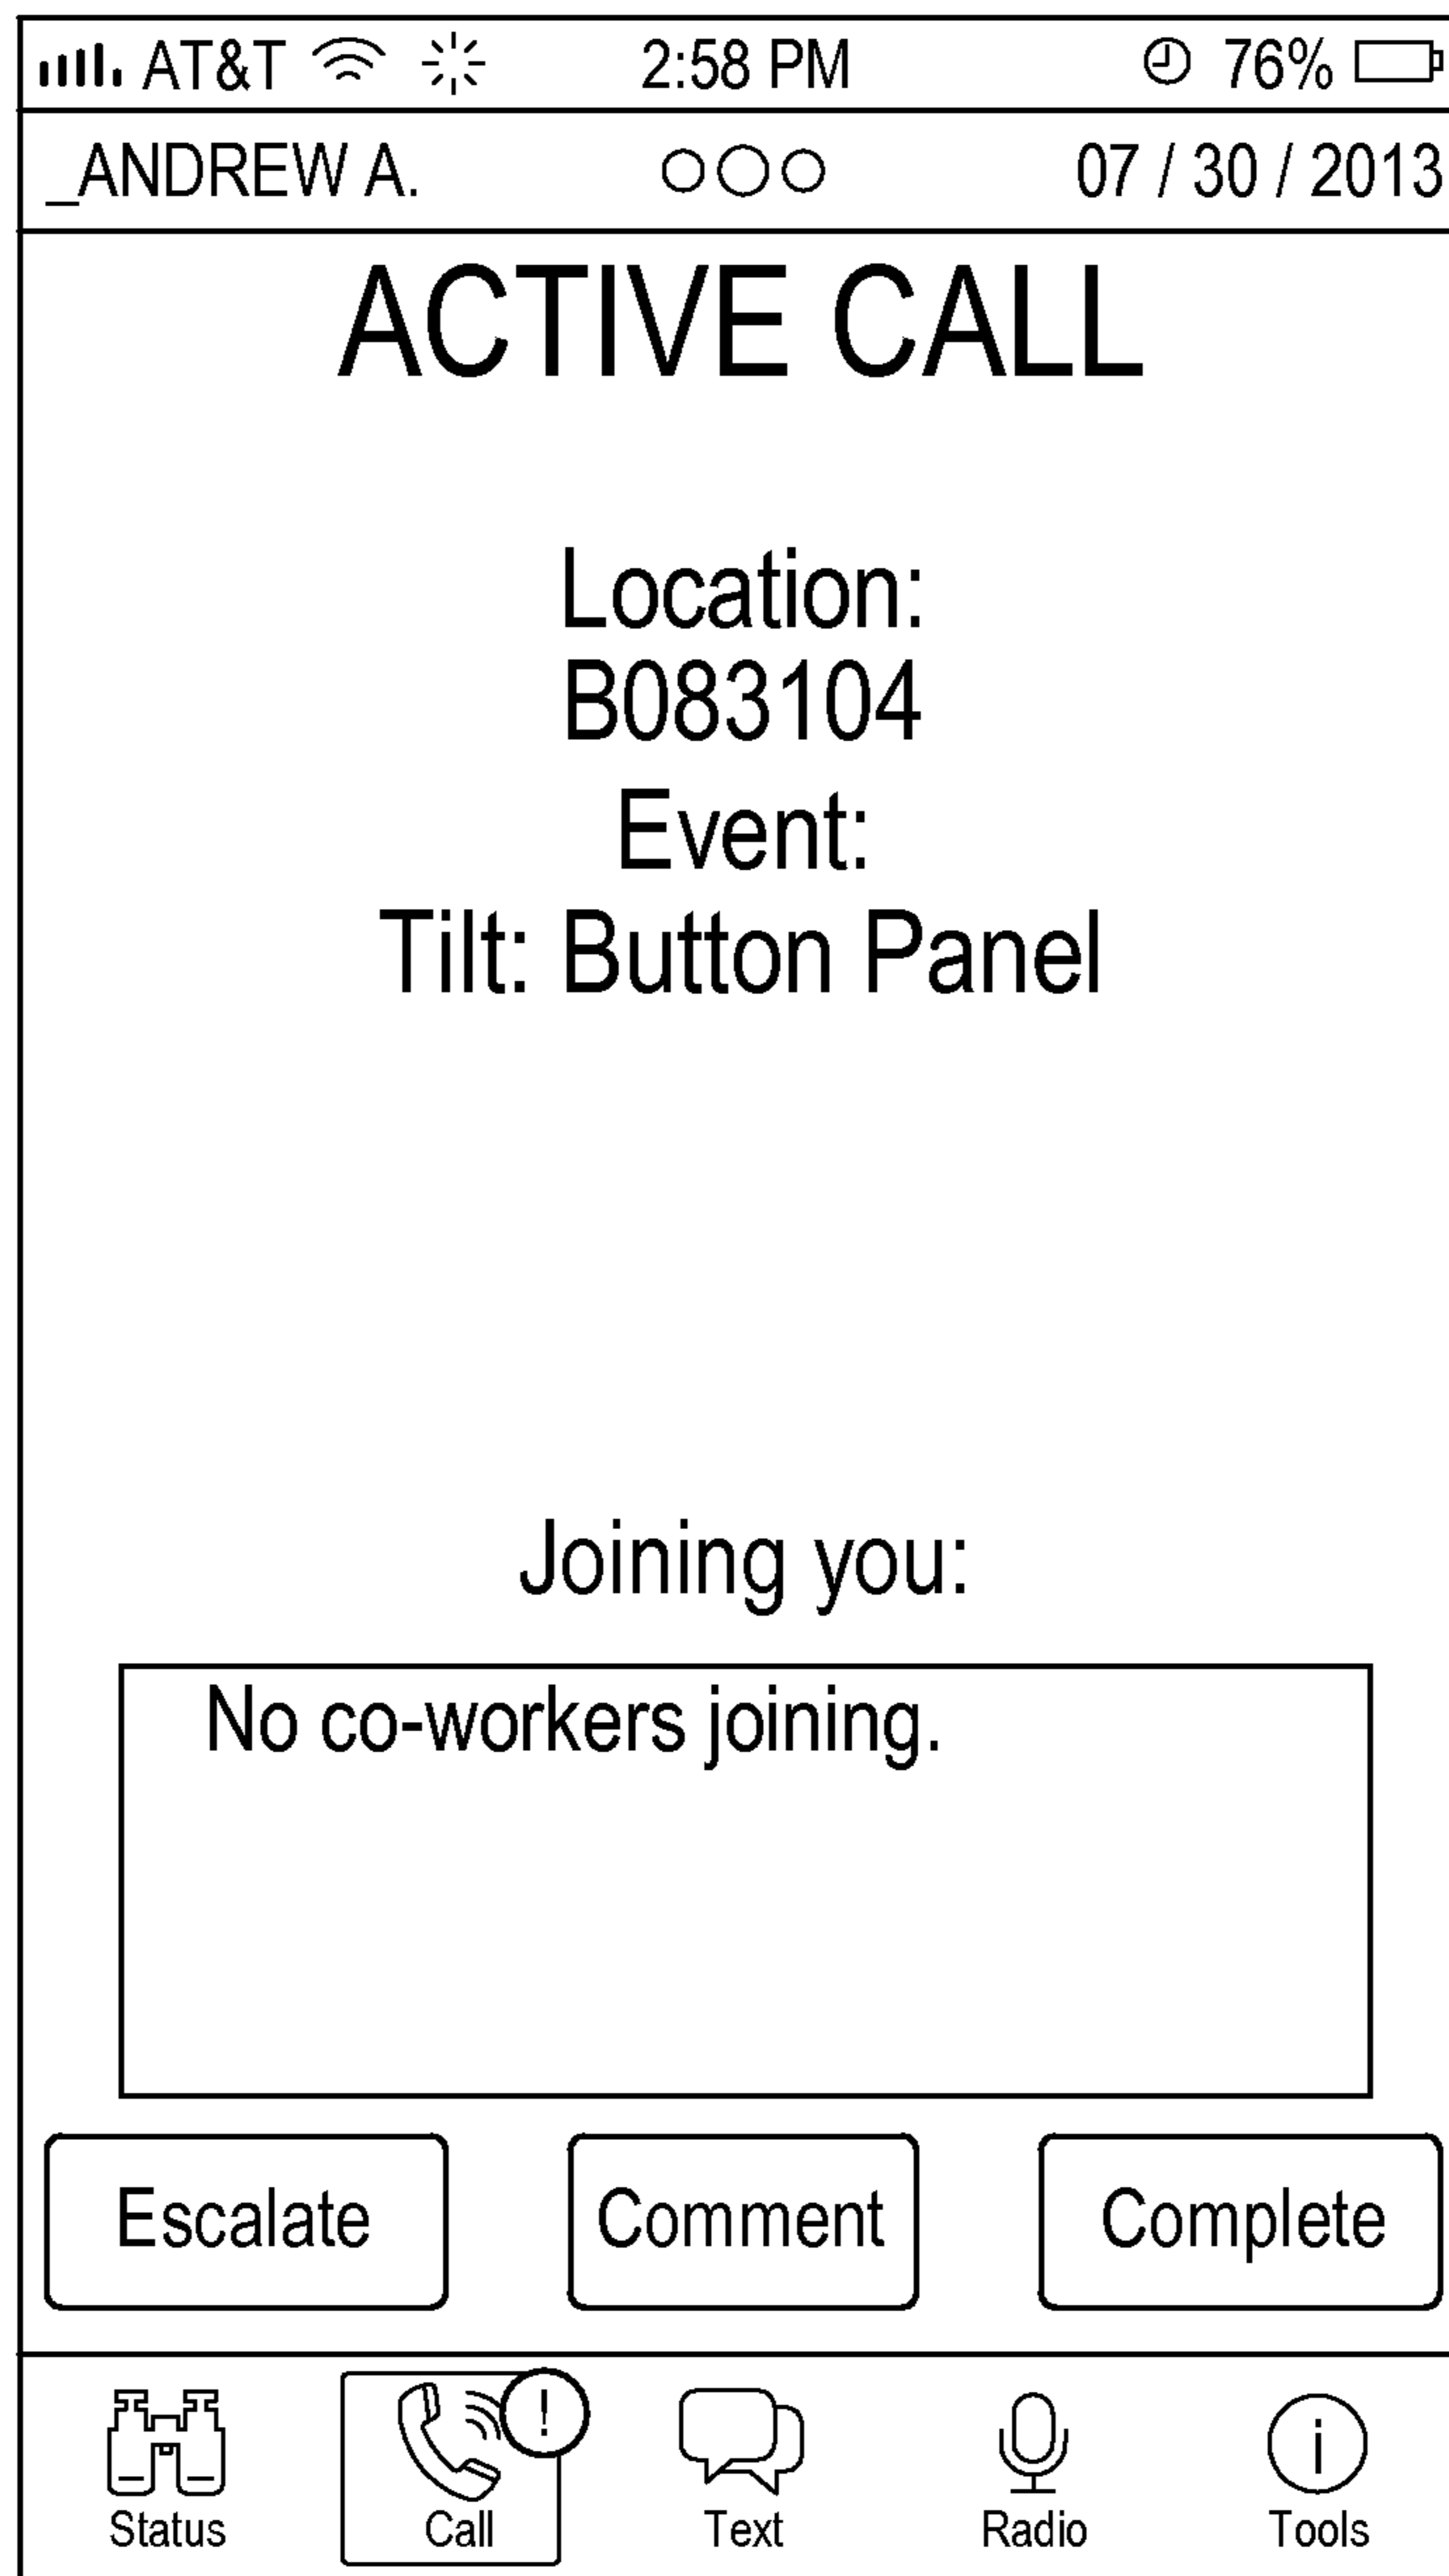 AT&T 2:58 PM 76%
_ANDREW A. 07 / 30 / 2013
ACTIVE CALL
Location:
B083104
Event:
Tilt: Button Panel
Joining you:
No co-workers joining.
Escalate Comment Complete
!
i
Status Call Text Radio Tools